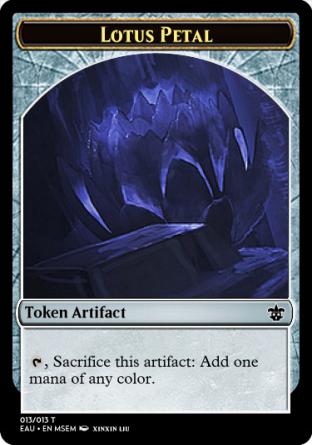 LOTUS PETAL
Token Artifact
, Sacrifice this artifact: Add one
mana of any color.
013/013 T
EAU • EN MSEM XINXIN LIU